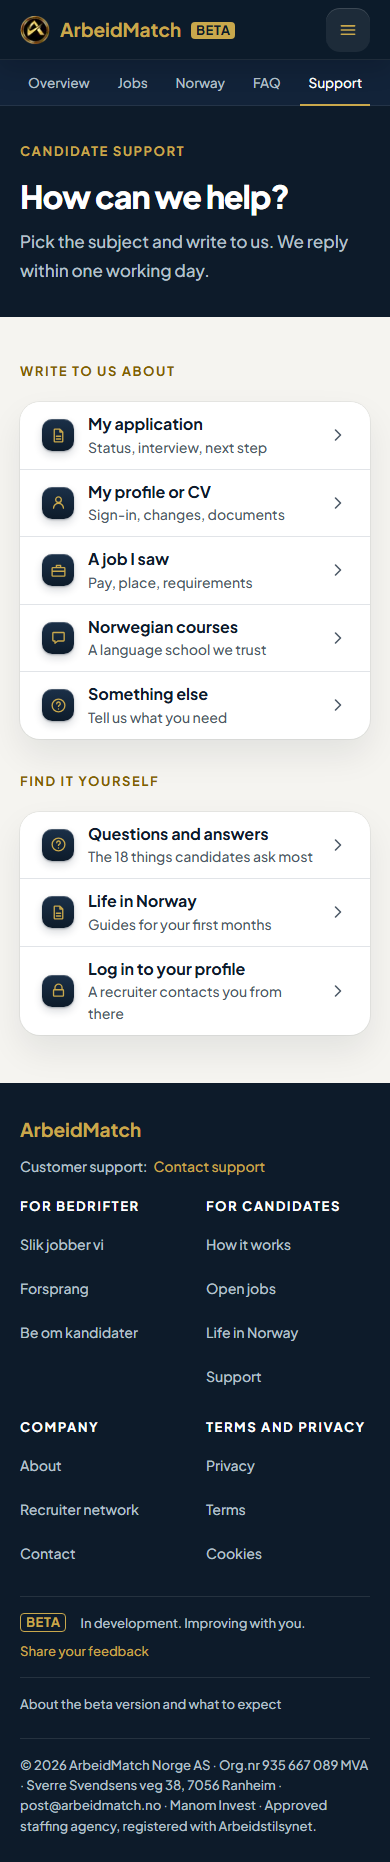 ArbeidMatch BETA
Overview Jobs Norway FAQ Support
CANDIDATE SUPPORT
How can we help?
Pick the subject and write to us. We reply
within one working day.
WRITE TO US ABOUT
My application
Status, interview, next step
My profile or CV
Sign-in, changes, documents
A job I saw
Pay, place, requirements
Norwegian courses
A language school we trust
Something else
Tell us what you need
FIND IT YOURSELF
Questions and answers
The 18 things candidates ask most
Life in Norway
Guides for your first months
Log in to your profile
A recruiter contacts you from
there
ArbeidMatch
Customer support: Contact support
FOR BEDRIFTER
Slik jobber vi
Forsprang
Be om kandidater
FOR CANDIDATES
How it works
Open jobs
Life in Norway
Support
COMPANY
About
Recruiter network
Contact
TERMS AND PRIVACY
Privacy
Terms
Cookies
BETA In development. Improving with you.
Share your feedback
About the beta version and what to expect
© 2026 ArbeidMatch Norge AS · Org.nr 935 667 089 MVA
· Sverre Svendsens veg 38, 7056 Ranheim ·
post@arbeidmatch.no · Manom Invest · Approved
staffing agency, registered with Arbeidstilsynet.